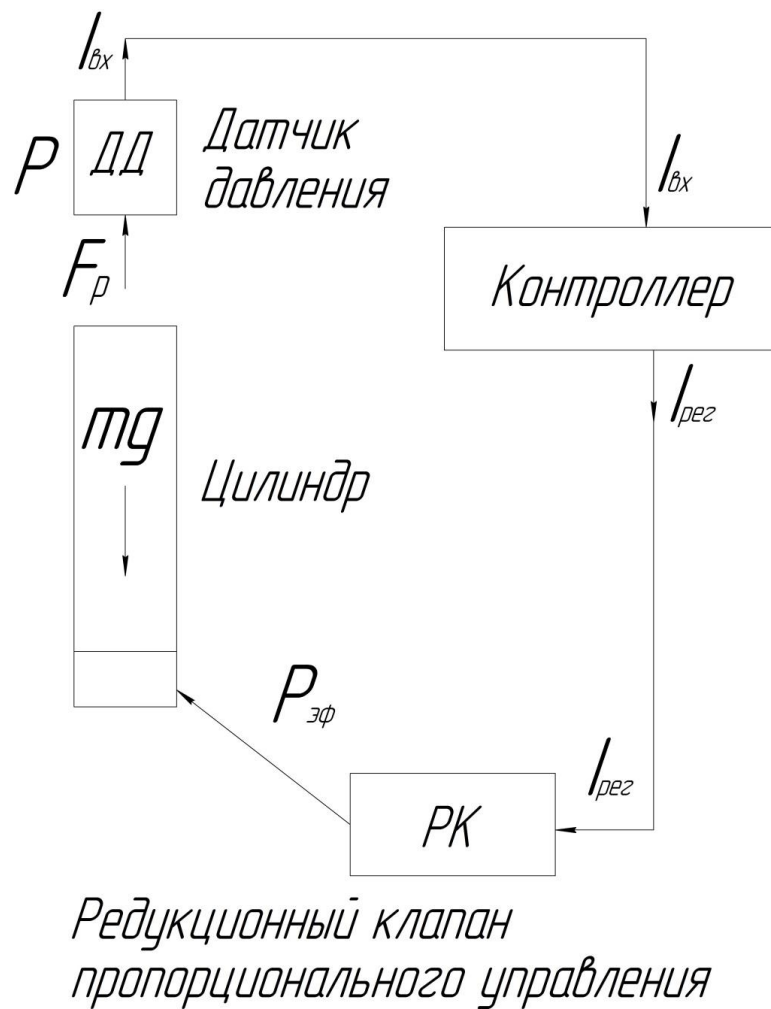 Iвх
P
ДД
Датчик
давления
Iвх
Fр
Контроллер
mg
Iрег
Цилиндр
Pэф
Iрег
РК
Редукционный клапан
пропорционального управления